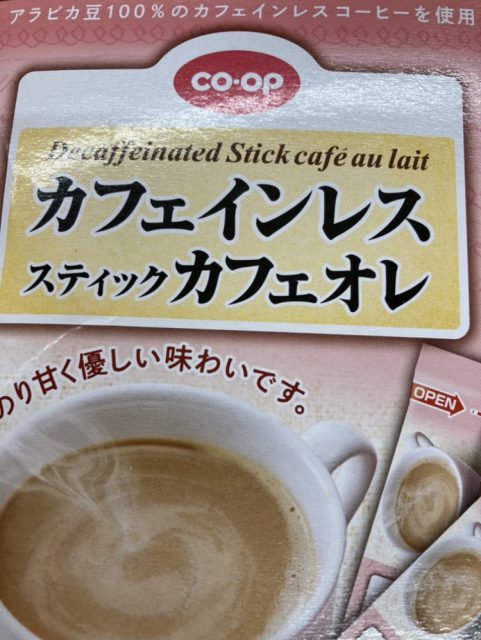 アラビカ豆100%のカフェインレスコーヒーを使用
CO·OP
Decaffeinated Stick café au lait
カフェインレス
スティックカフェオレ
のり甘く優しい味わいです。
OPEN